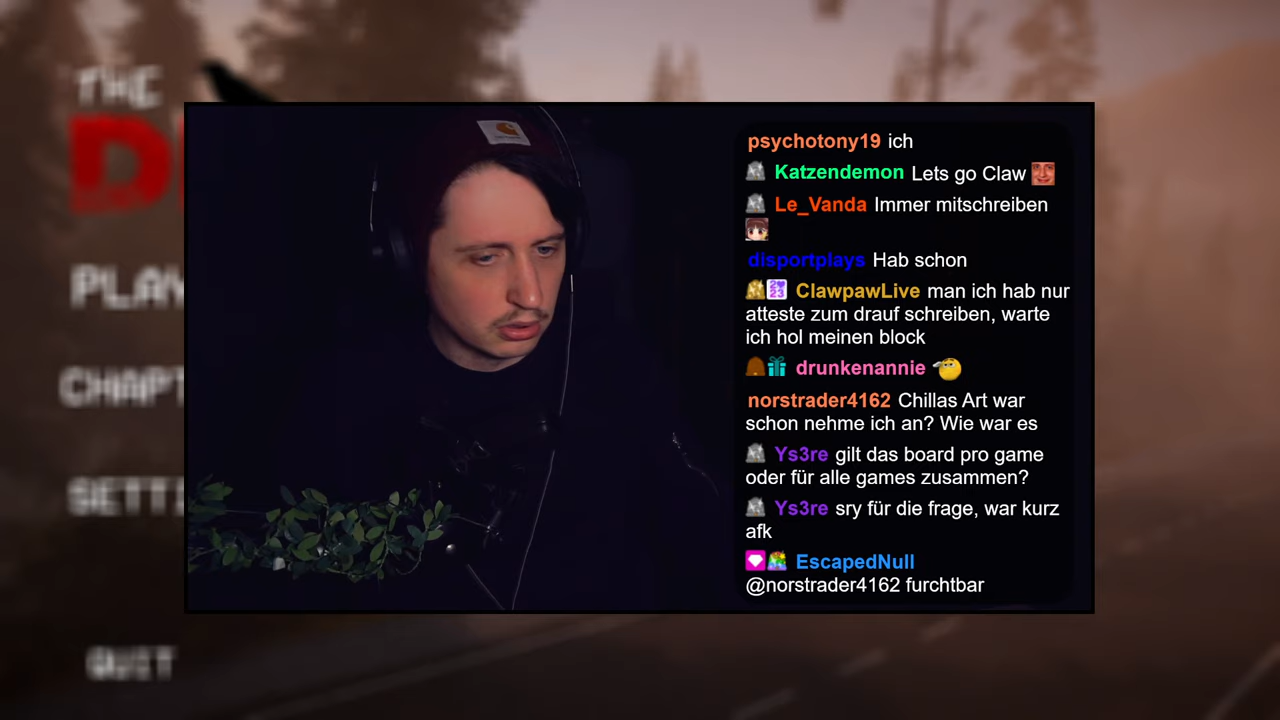 THE
D
PLAY
CHAPT
SETTI
QUIT
psychotony19 ich
Katzendemon Lets go Claw
Le_Vanda Immer mitschreiben
disportplays Hab schon
ClawpawLive man ich hab nur
atteste zum drauf schreiben, warte
ich hol meinen block
drunkenannie
norstrader4162 Chillas Art war
schon nehme ich an? Wie war es
Ys3re gilt das board pro game
oder für alle games zusammen?
Ys3re sry für die frage, war kurz
afk
EscapedNull
@norstrader4162 furchtbar